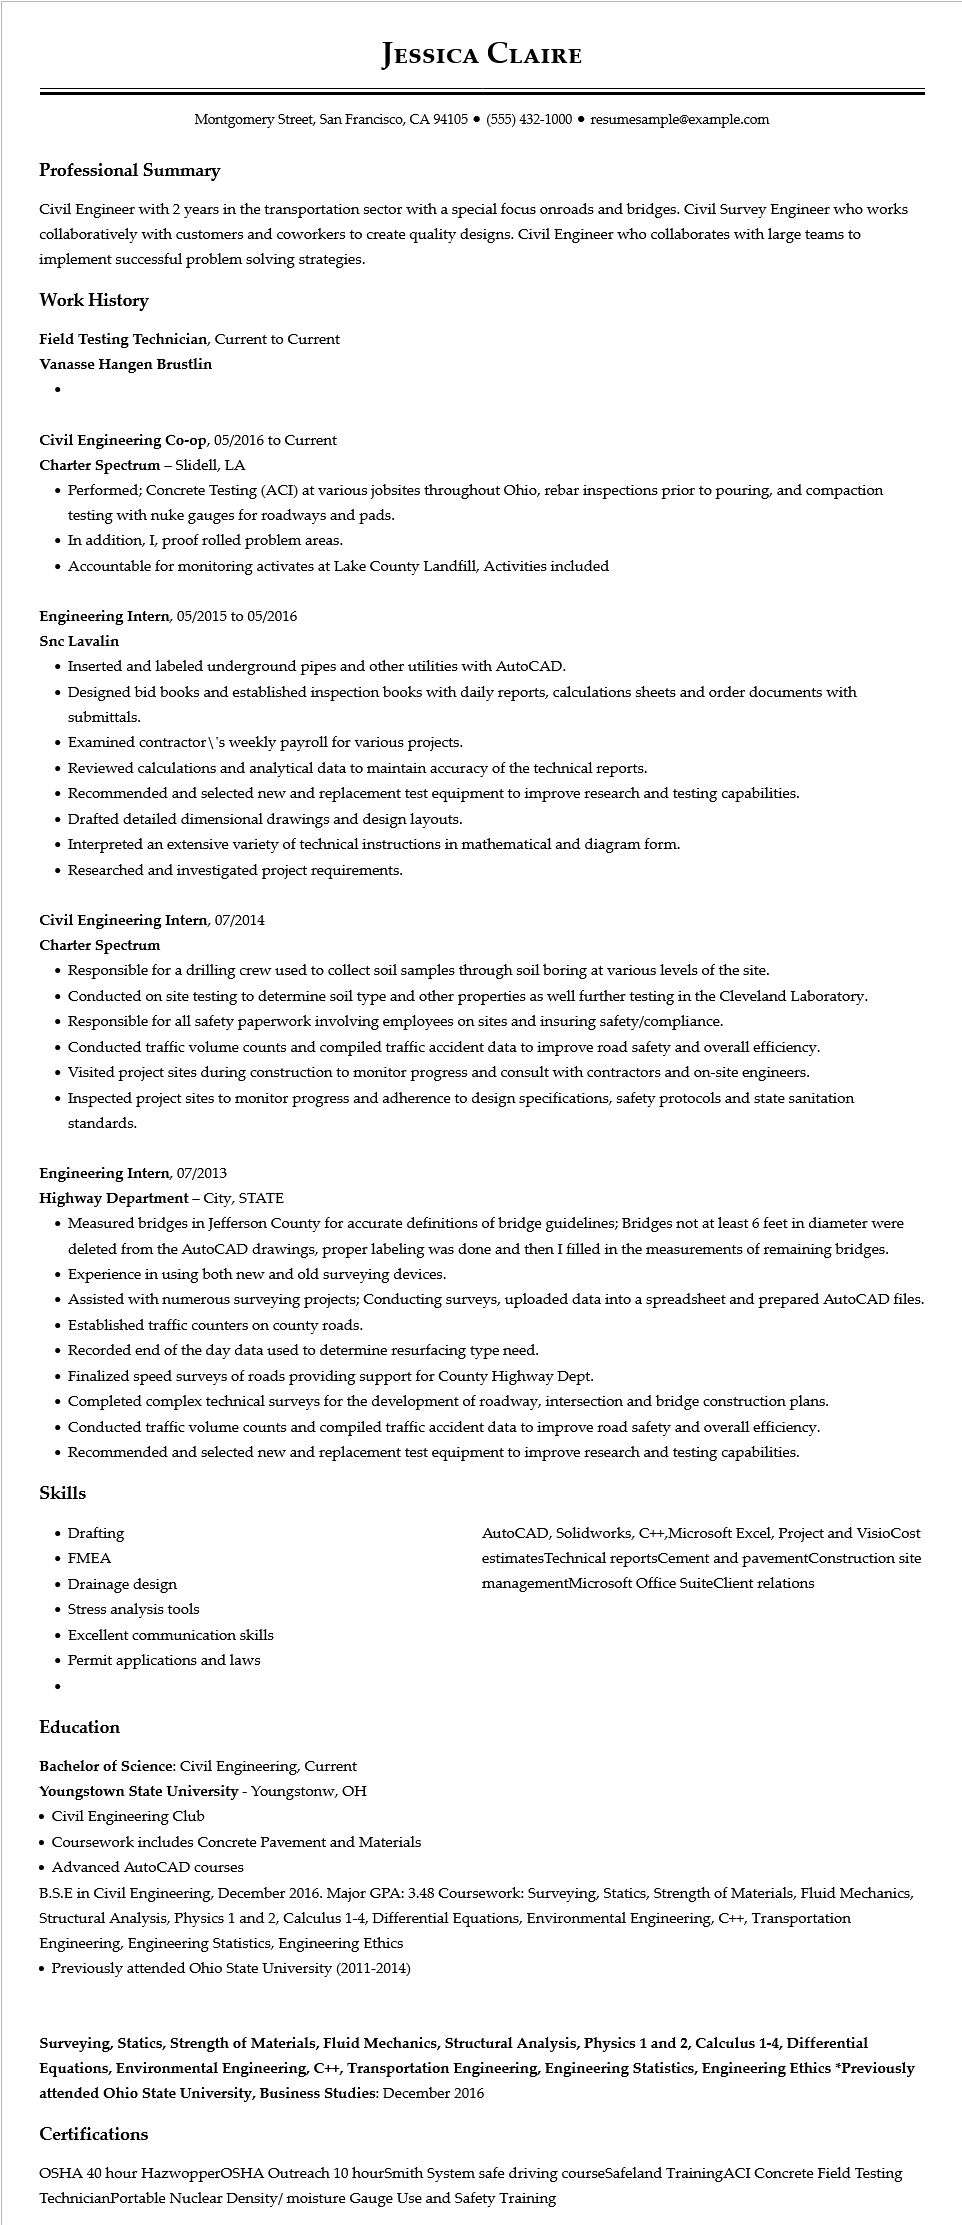 Jessica Claire
Montgomery Street, San Francisco, CA 94105 ● (555) 432-1000 ● resumesample@example.com
Professional Summary
Civil Engineer with 2 years in the transportation sector with a special focus onroads and bridges. Civil Survey Engineer who works
collaboratively with customers and coworkers to create quality designs. Civil Engineer who collaborates with large teams to
implement successful problem solving strategies.
Work History
Field Testing Technician, Current to Current
Vanasse Hangen Brustlin
•
Civil Engineering Co-op, 05/2016 to Current
Charter Spectrum – Slidell, LA
• Performed; Concrete Testing (ACI) at various jobsites throughout Ohio, rebar inspections prior to pouring, and compaction
testing with nuke gauges for roadways and pads.
• In addition, I, proof rolled problem areas.
• Accountable for monitoring activates at Lake County Landfill, Activities included
Engineering Intern, 05/2015 to 05/2016
Snc Lavalin
• Inserted and labeled underground pipes and other utilities with AutoCAD.
• Designed bid books and established inspection books with daily reports, calculations sheets and order documents with
submittals.
• Examined contractor\'s weekly payroll for various projects.
• Reviewed calculations and analytical data to maintain accuracy of the technical reports.
• Recommended and selected new and replacement test equipment to improve research and testing capabilities.
• Drafted detailed dimensional drawings and design layouts.
• Interpreted an extensive variety of technical instructions in mathematical and diagram form.
• Researched and investigated project requirements.
Civil Engineering Intern, 07/2014
Charter Spectrum
• Responsible for a drilling crew used to collect soil samples through soil boring at various levels of the site.
• Conducted on site testing to determine soil type and other properties as well further testing in the Cleveland Laboratory.
• Responsible for all safety paperwork involving employees on sites and insuring safety/compliance.
• Conducted traffic volume counts and compiled traffic accident data to improve road safety and overall efficiency.
• Visited project sites during construction to monitor progress and consult with contractors and on-site engineers.
• Inspected project sites to monitor progress and adherence to design specifications, safety protocols and state sanitation
standards.
Engineering Intern, 07/2013
Highway Department – City, STATE
• Measured bridges in Jefferson County for accurate definitions of bridge guidelines; Bridges not at least 6 feet in diameter were
deleted from the AutoCAD drawings, proper labeling was done and then I filled in the measurements of remaining bridges.
• Experience in using both new and old surveying devices.
• Assisted with numerous surveying projects; Conducting surveys, uploaded data into a spreadsheet and prepared AutoCAD files.
• Established traffic counters on county roads.
• Recorded end of the day data used to determine resurfacing type need.
• Finalized speed surveys of roads providing support for County Highway Dept.
• Completed complex technical surveys for the development of roadway, intersection and bridge construction plans.
• Conducted traffic volume counts and compiled traffic accident data to improve road safety and overall efficiency.
• Recommended and selected new and replacement test equipment to improve research and testing capabilities.
Skills
• Drafting
• FMEA
• Drainage design
• Stress analysis tools
• Excellent communication skills
• Permit applications and laws
•
AutoCAD, Solidworks, C++,Microsoft Excel, Project and VisioCost
estimatesTechnical reportsCement and pavementConstruction site
managementMicrosoft Office SuiteClient relations
Education
Bachelor of Science: Civil Engineering, Current
Youngstown State University - Youngstonw, OH
• Civil Engineering Club
• Coursework includes Concrete Pavement and Materials
• Advanced AutoCAD courses
B.S.E in Civil Engineering, December 2016. Major GPA: 3.48 Coursework: Surveying, Statics, Strength of Materials, Fluid Mechanics,
Structural Analysis, Physics 1 and 2, Calculus 1-4, Differential Equations, Environmental Engineering, C++, Transportation
Engineering, Engineering Statistics, Engineering Ethics
• Previously attended Ohio State University (2011-2014)
Surveying, Statics, Strength of Materials, Fluid Mechanics, Structural Analysis, Physics 1 and 2, Calculus 1-4, Differential
Equations, Environmental Engineering, C++, Transportation Engineering, Engineering Statistics, Engineering Ethics *Previously
attended Ohio State University, Business Studies: December 2016
Certifications
OSHA 40 hour HazwopperOSHA Outreach 10 hourSmith System safe driving courseSafeland TrainingACI Concrete Field Testing
TechnicianPortable Nuclear Density/ moisture Gauge Use and Safety Training